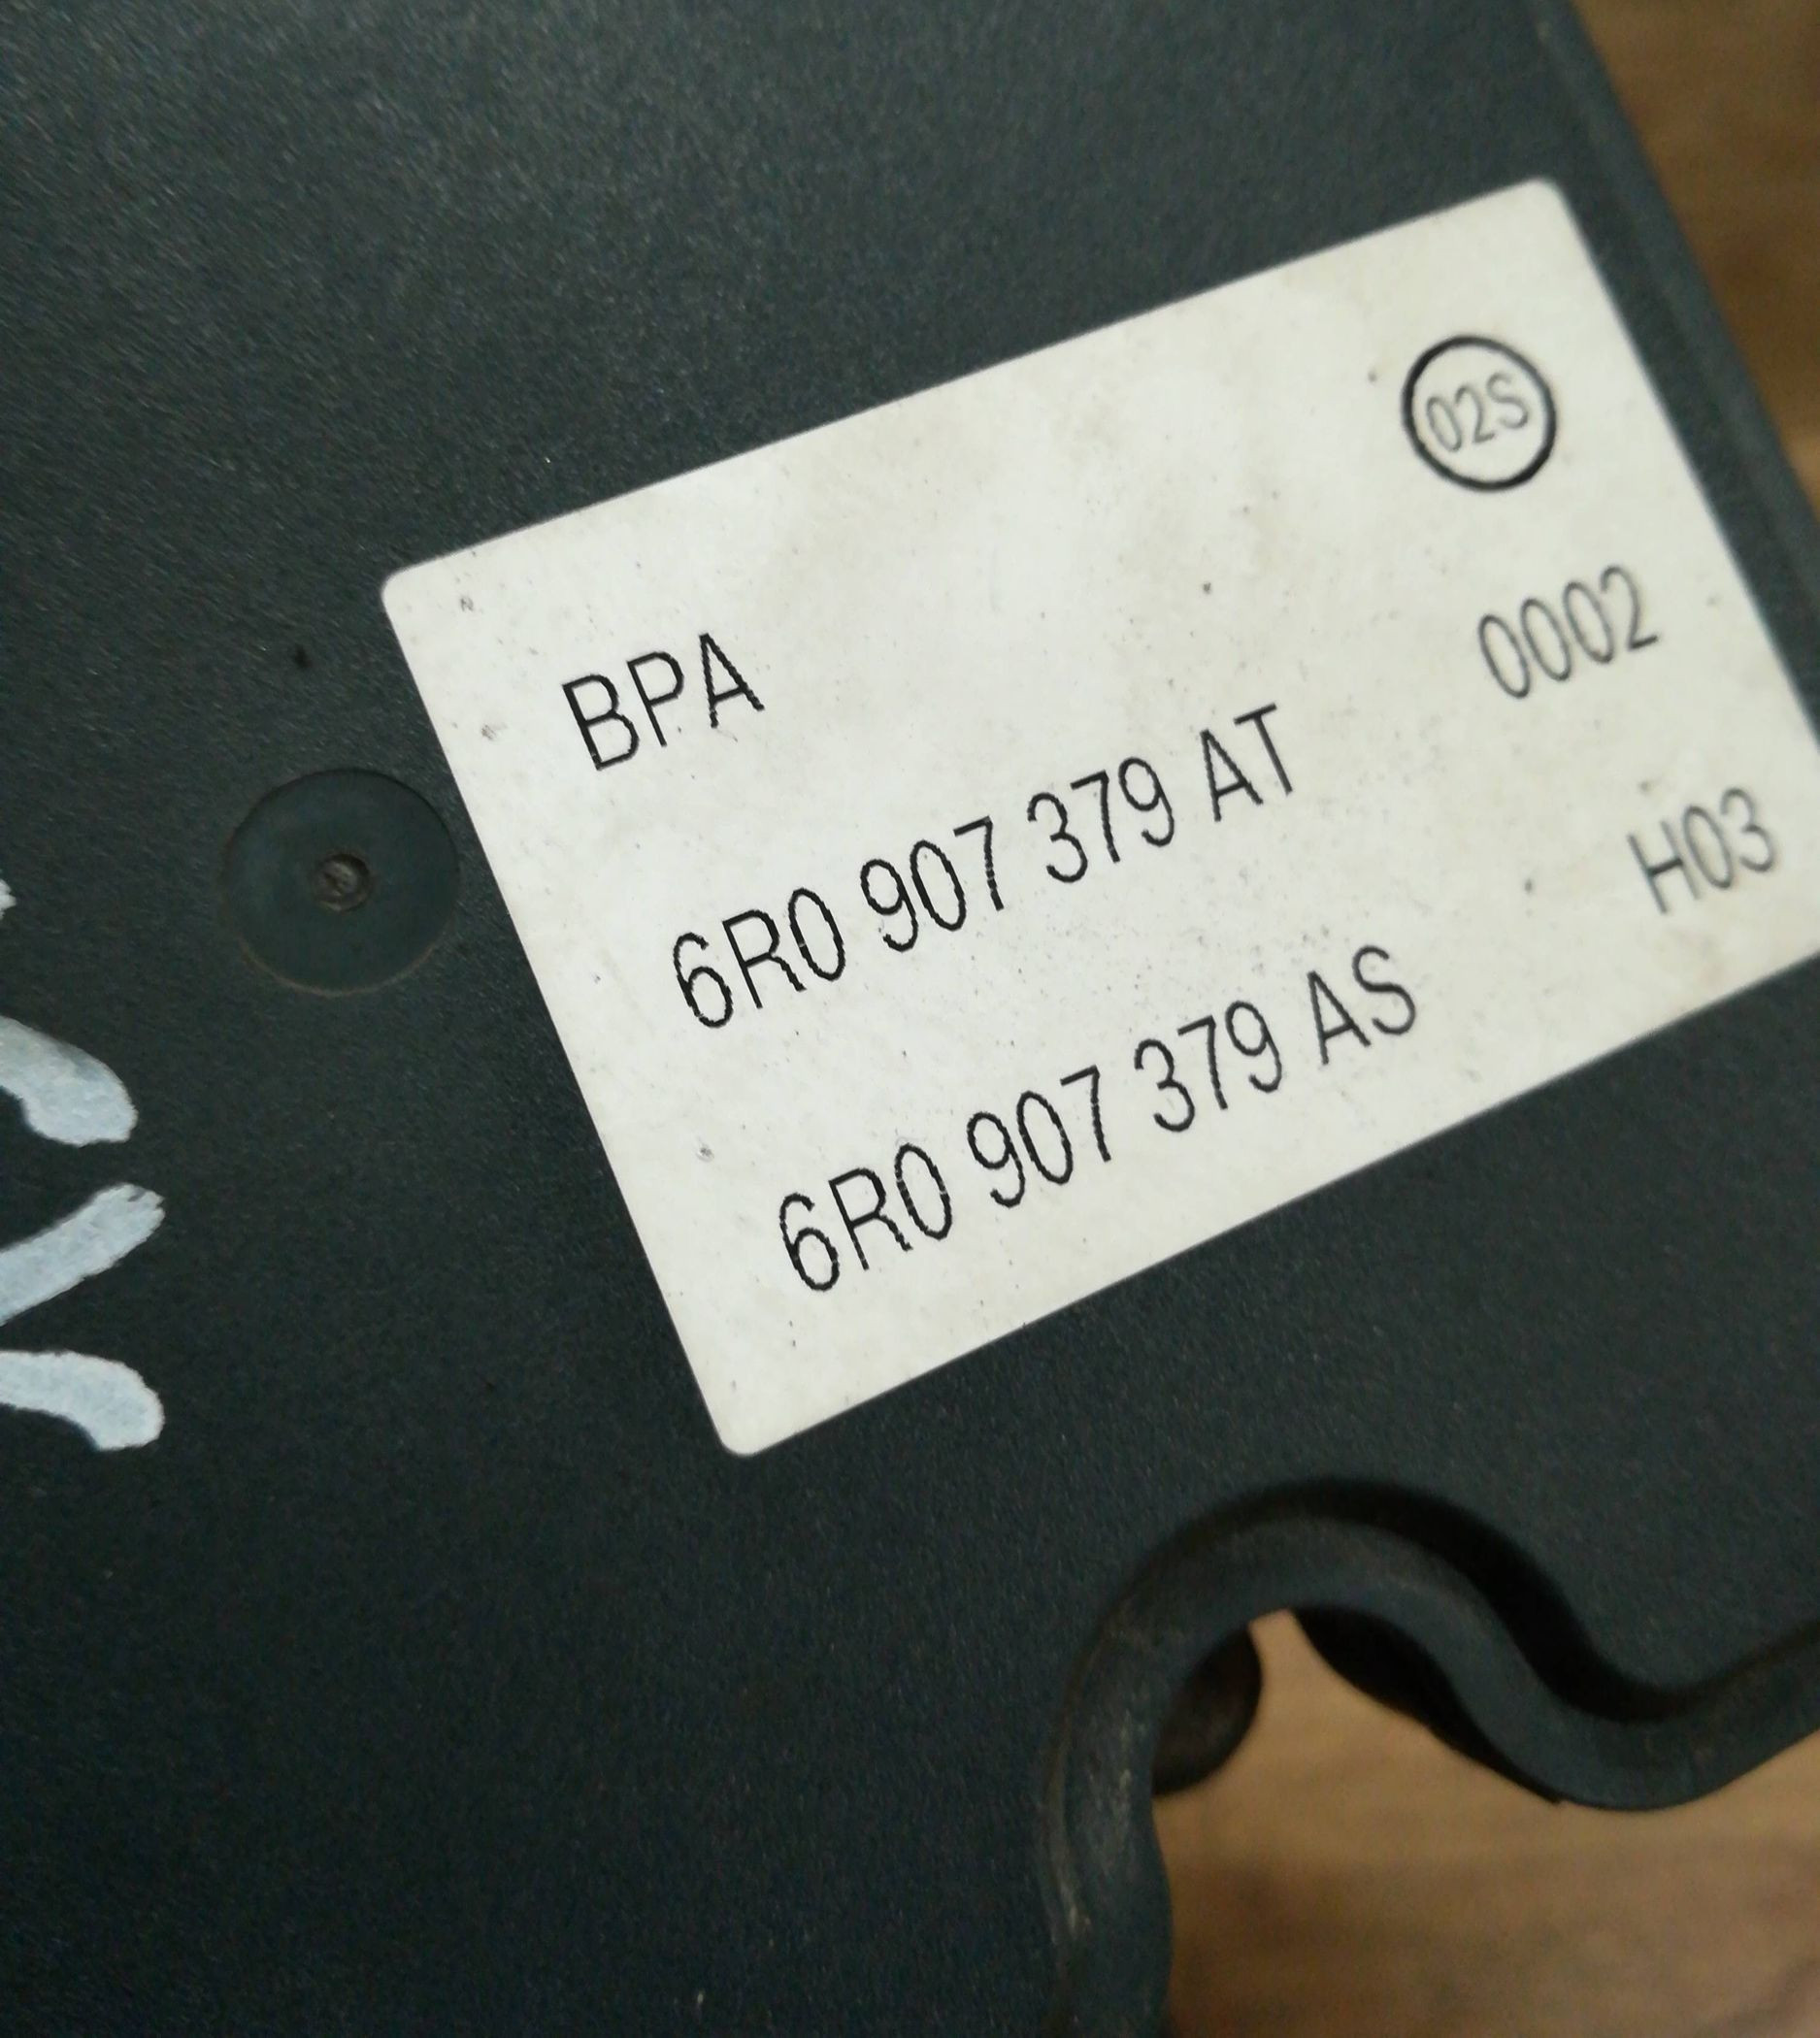 02S
BPA 0002
6R0 907 379 AT H03
6R0 907 379 AS